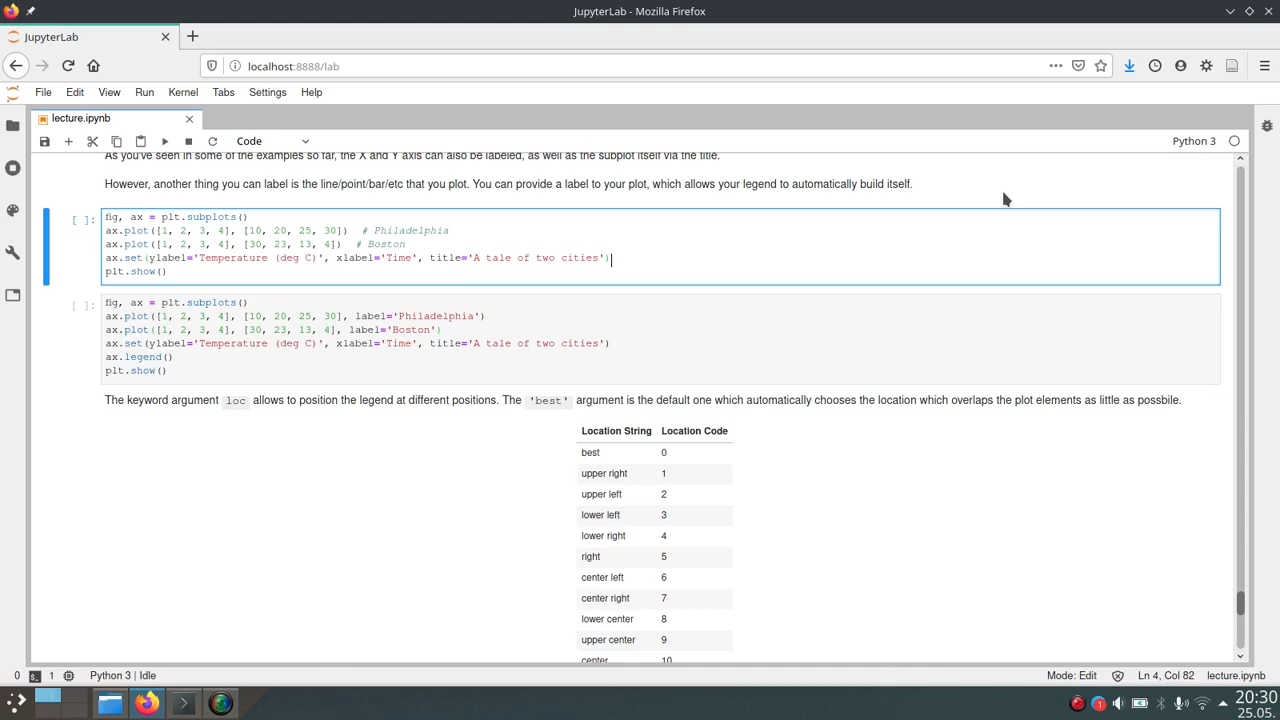 JupyterLab - Mozilla Firefox
JupyterLab
localhost:8888/lab
File Edit View Run Kernel Tabs Settings Help
lecture.ipynb
Code
Python 3
As you've seen in some of the examples so far, the X and Y axis can also be labeled, as well as the subplot itself via the title.
However, another thing you can label is the line/point/bar/etc that you plot. You can provide a label to your plot, which allows your legend to automatically build itself.
[ ]:
fig, ax = plt.subplots()
ax.plot([1, 2, 3, 4], [10, 20, 25, 30])  # Philadelphia
ax.plot([1, 2, 3, 4], [30, 23, 13, 4])  # Boston
ax.set(ylabel='Temperature (deg C)', xlabel='Time', title='A tale of two cities')
plt.show()
[ ]:
fig, ax = plt.subplots()
ax.plot([1, 2, 3, 4], [10, 20, 25, 30], label='Philadelphia')
ax.plot([1, 2, 3, 4], [30, 23, 13, 4], label='Boston')
ax.set(ylabel='Temperature (deg C)', xlabel='Time', title='A tale of two cities')
ax.legend()
plt.show()
The keyword argument loc allows to position the legend at different positions. The 'best' argument is the default one which automatically chooses the location which overlaps the plot elements as little as possbile.
Location String Location Code
best 0
upper right 1
upper left 2
lower left 3
lower right 4
right 5
center left 6
center right 7
lower center 8
upper center 9
center 10
0 1 Python 3 | Idle Mode: Edit Ln 4, Col 82 lecture.ipynb
1
20:30
25.05.